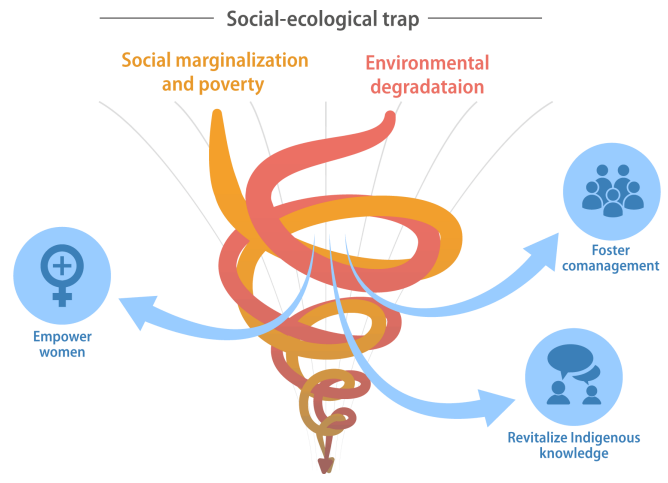 Social-ecological trap
Social marginalization
and poverty
Environmental
degradataion
Foster
comanagement
Empower
women
Revitalize Indigenous
knowledge